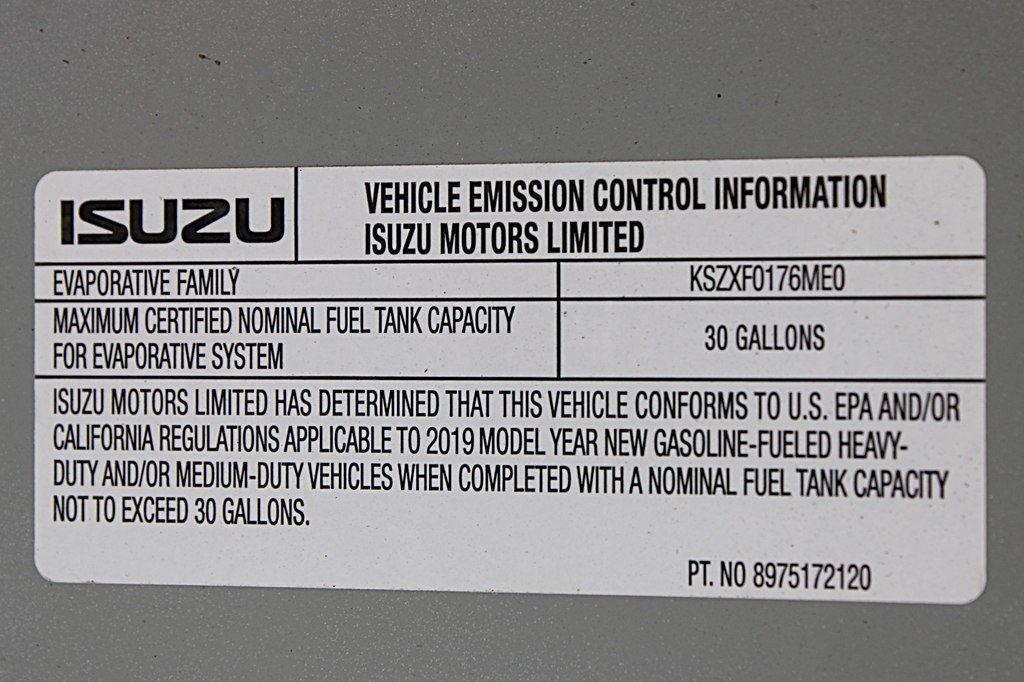 ISUZU
VEHICLE EMISSION CONTROL INFORMATION
ISUZU MOTORS LIMITED
EVAPORATIVE FAMILY
KSZXF0176ME0
MAXIMUM CERTIFIED NOMINAL FUEL TANK CAPACITY
FOR EVAPORATIVE SYSTEM
30 GALLONS
ISUZU MOTORS LIMITED HAS DETERMINED THAT THIS VEHICLE CONFORMS TO U.S. EPA AND/OR
CALIFORNIA REGULATIONS APPLICABLE TO 2019 MODEL YEAR NEW GASOLINE-FUELED HEAVY-
DUTY AND/OR MEDIUM-DUTY VEHICLES WHEN COMPLETED WITH A NOMINAL FUEL TANK CAPACITY
NOT TO EXCEED 30 GALLONS.
PT. NO 8975172120